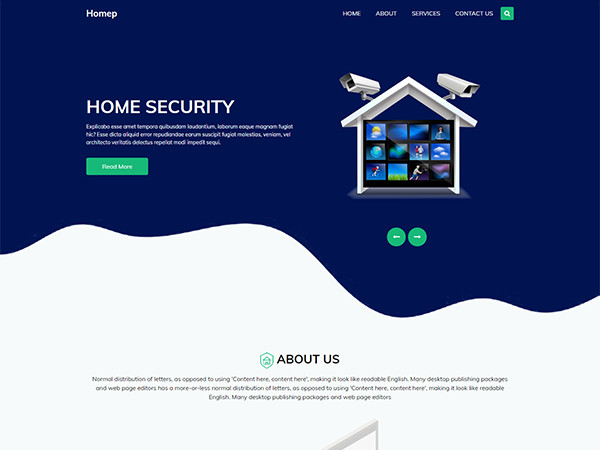 Homep
HOME ABOUT SERVICES CONTACT US
HOME SECURITY
Explicabo esse amet tempora quibusdam laudantium, laborum eaque magnam fugiat
hic? Esse dicta aliquid error repudiandae earum suscipit fugiat molestias, veniam, vel
architecto veritatis delectus repellat modi impedit sequi.
Read More
ABOUT US
Normal distribution of letters, as opposed to using 'Content here, content here', making it look like readable English. Many desktop publishing packages
and web page editors has a more-or-less normal distribution of letters, as opposed to using 'Content here, content here', making it look like readable
English. Many desktop publishing packages and web page editors